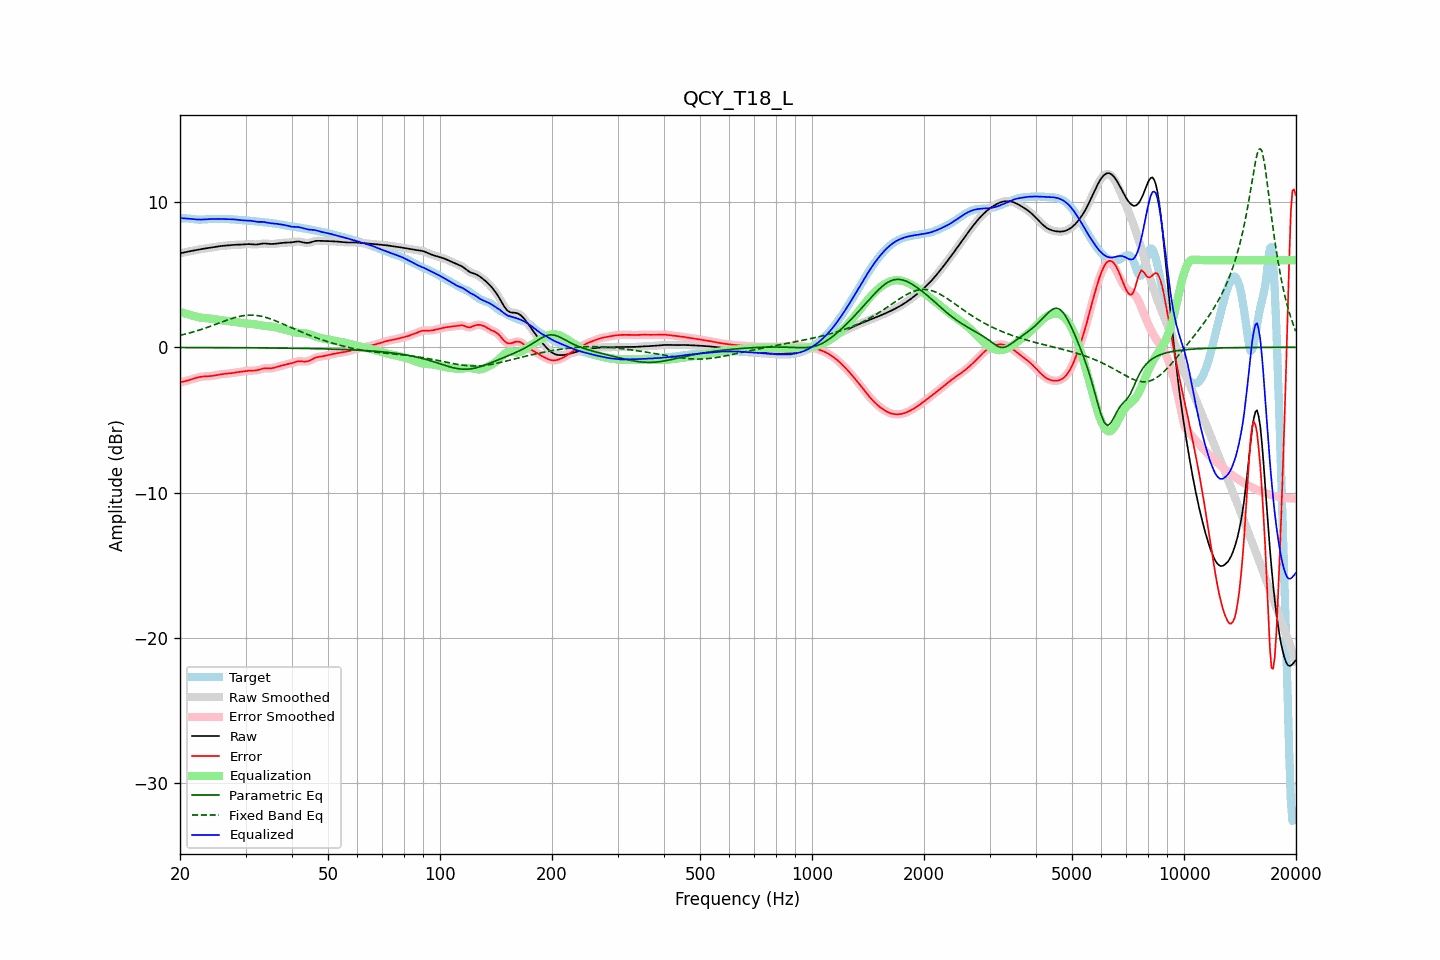 QCY_T18_L
Amplitude (dBr)
10
0
−10
−20
−30
Target
Raw Smoothed
Error Smoothed
Raw
Error
Equalization
Parametric Eq
Fixed Band Eq
Equalized
20 50 100 200 500 1000 2000 5000 10000 20000
Frequency (Hz)